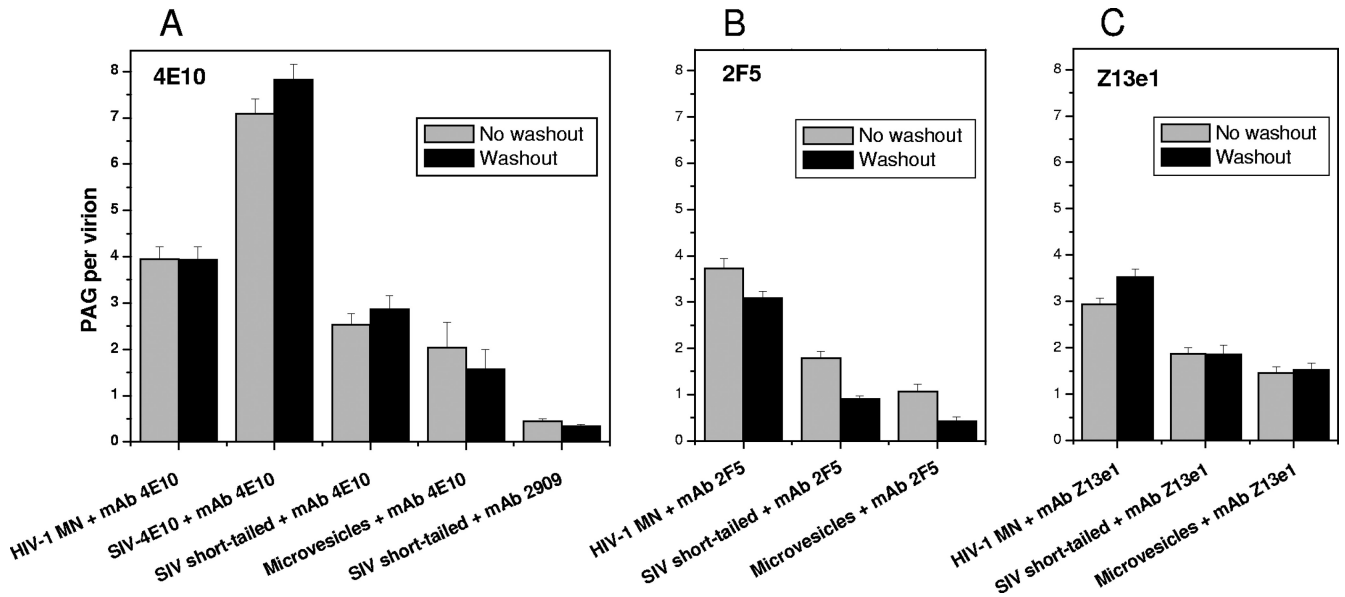 A
B
C
4E10
2F5
Z13e1
No washout
Washout
No washout
Washout
No washout
Washout
PAG per virion
8
7
6
5
4
3
2
1
0
8
7
6
5
4
3
2
1
0
8
7
6
5
4
3
2
1
0
HIV-1 MN + mAb 4E10
SIV-4E10 + mAb 4E10
SIV short-tailed + mAb 4E10
Microvesicles + mAb 4E10
SIV short-tailed + mAb 2909
HIV-1 MN + mAb 2F5
SIV short-tailed + mAb 2F5
Microvesicles + mAb 2F5
HIV-1 MN + mAb Z13e1
SIV short-tailed + mAb Z13e1
Microvesicles + mAb Z13e1